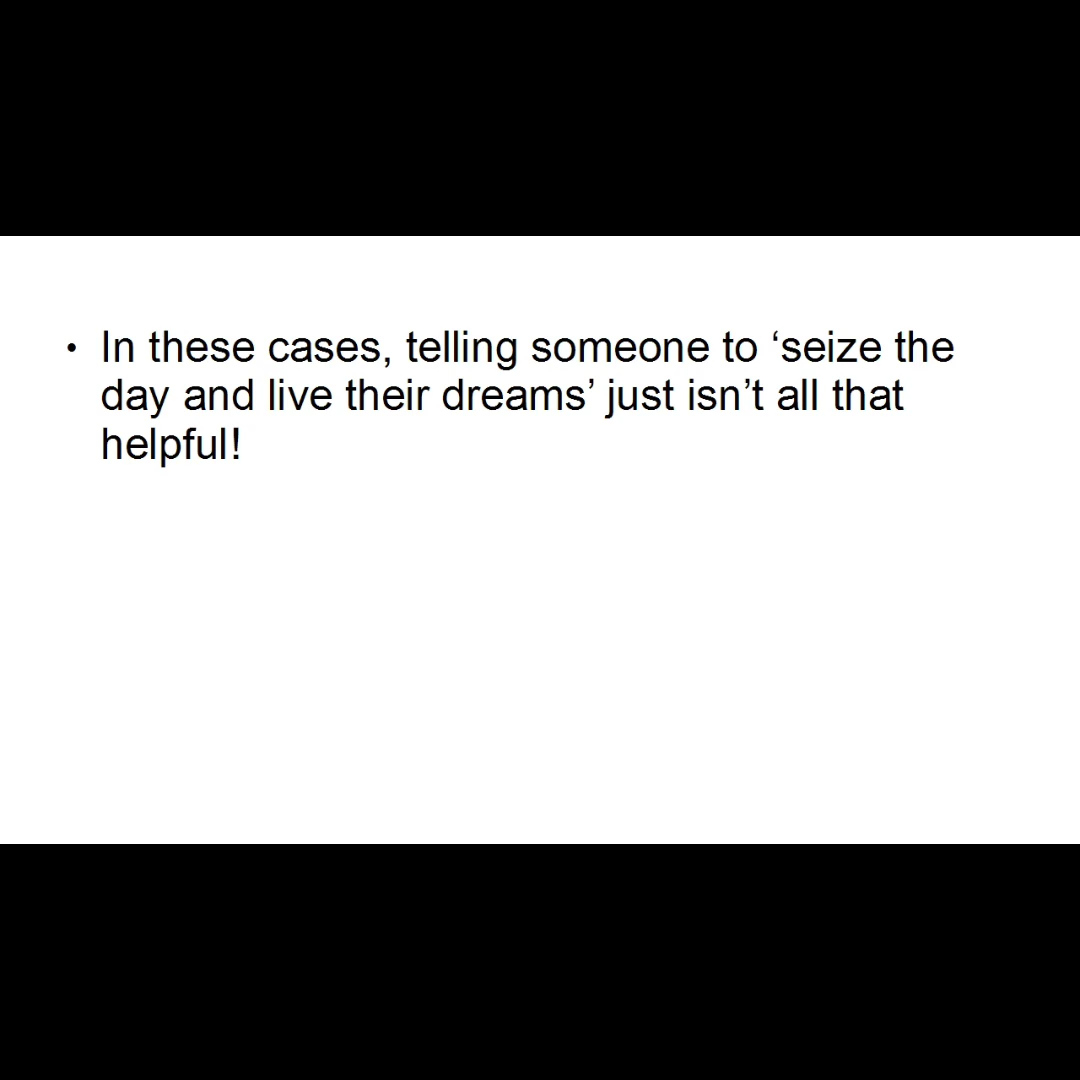 • In these cases, telling someone to ‘seize the
day and live their dreams’ just isn’t all that
helpful!